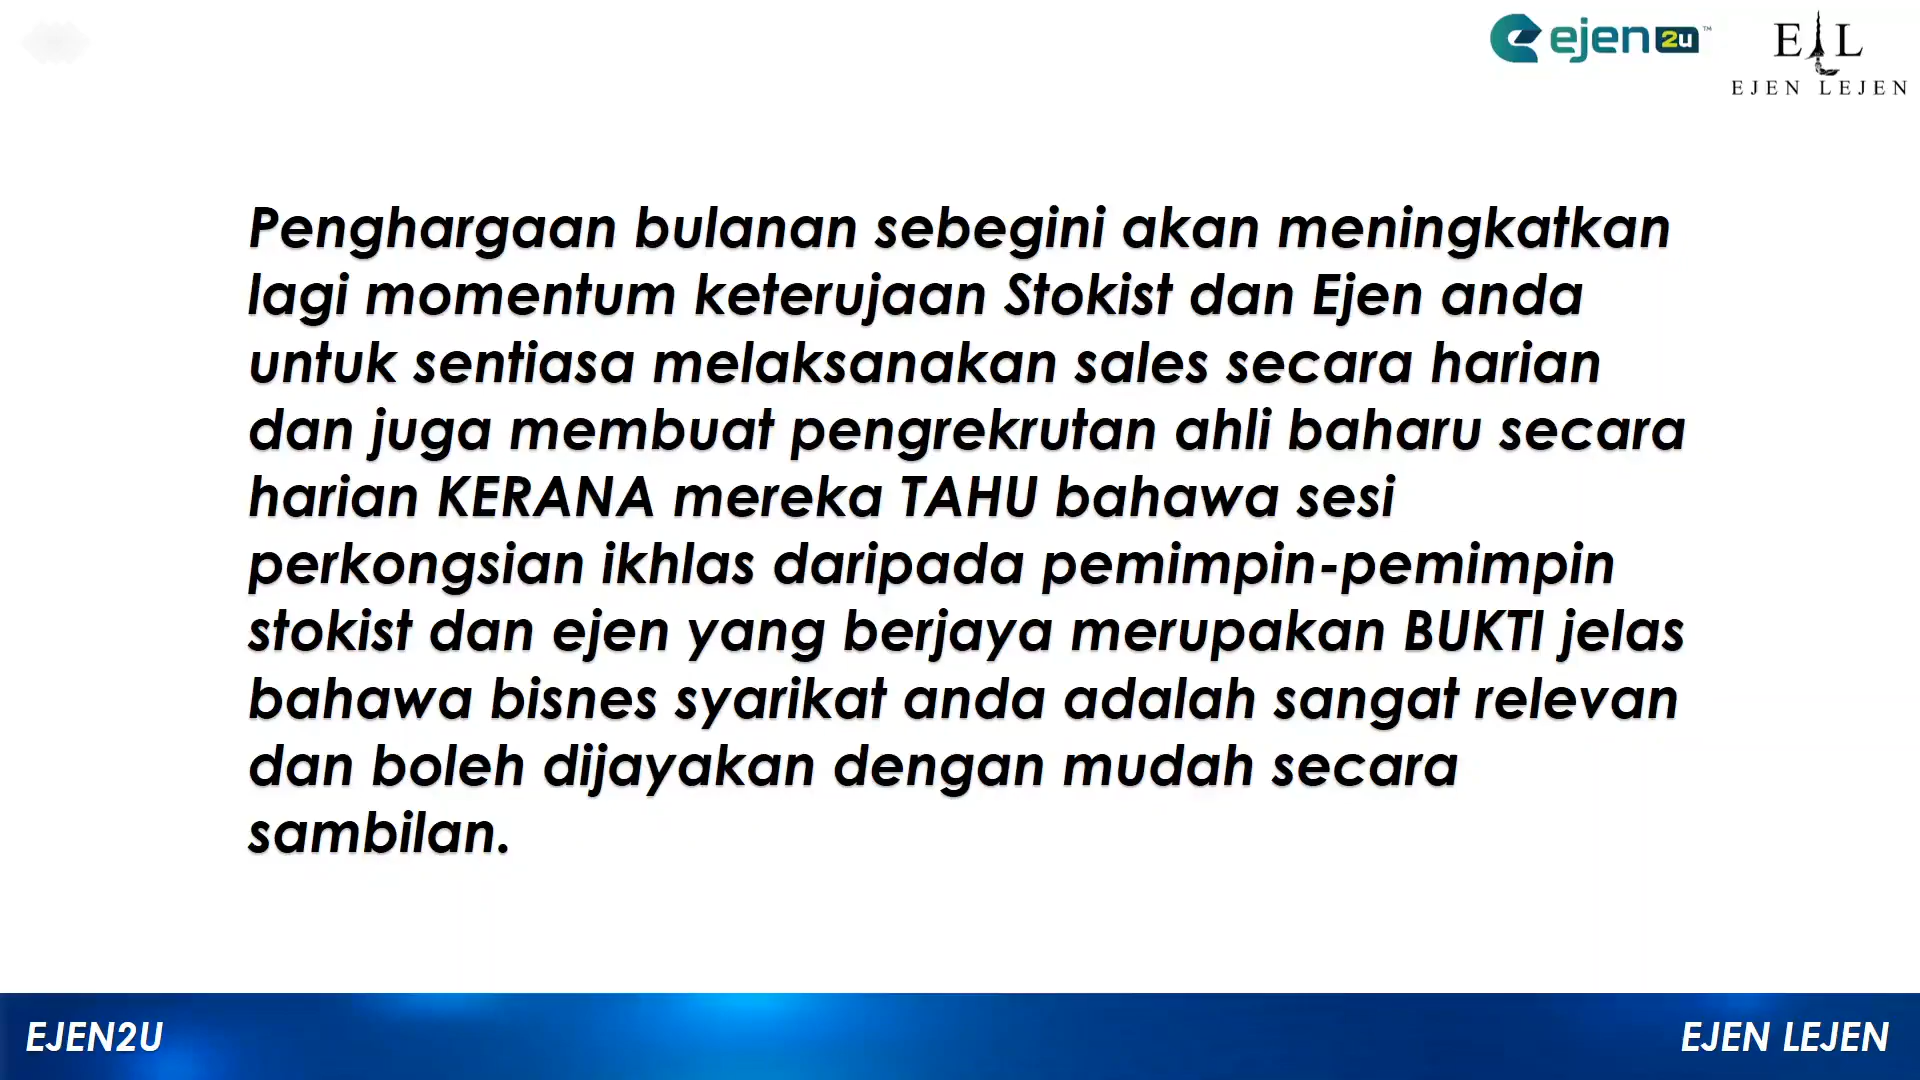 ejen2u™
E L
EJEN LEJEN
Penghargaan bulanan sebegini akan meningkatkan
lagi momentum keterujaan Stokist dan Ejen anda
untuk sentiasa melaksanakan sales secara harian
dan juga membuat pengrekrutan ahli baharu secara
harian KERANA mereka TAHU bahawa sesi
perkongsian ikhlas daripada pemimpin-pemimpin
stokist dan ejen yang berjaya merupakan BUKTI jelas
bahawa bisnes syarikat anda adalah sangat relevan
dan boleh dijayakan dengan mudah secara
sambilan.
EJEN2U
EJEN LEJEN